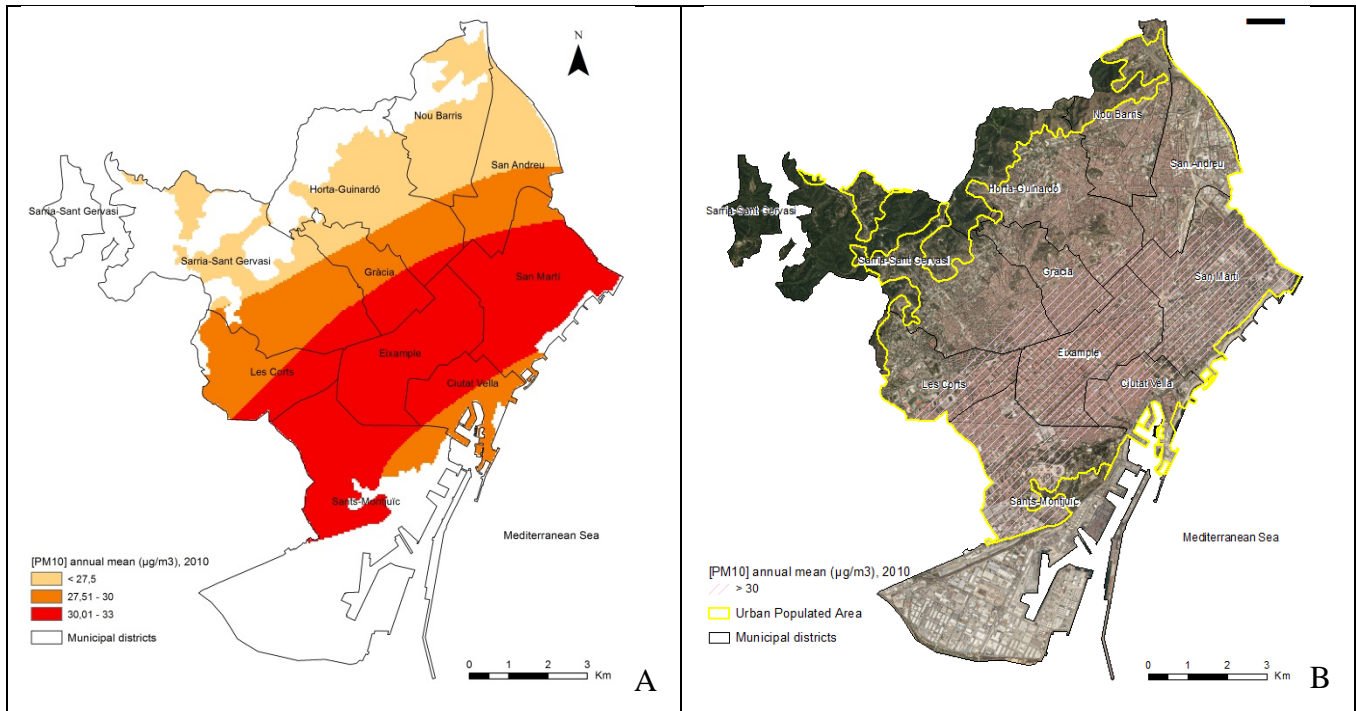 N
Nou Barris
San Andreu
Horta-Guinardó
Sarria-Sant Gervasi
Sarria-Sant Gervasi
Gràcia
San Martí
Eixample
Les Corts
Ciutat Vella
Sants-Montjuïc
Mediterranean Sea
[PM10] annual mean (µg/m3), 2010
< 27,5
27,51 - 30
30,01 - 33
Municipal districts
0 1 2 3
Km
A
Nou Barris
San Andreu
Horta-Guinardó
Sarria-Sant Gervasi
Sarria-Sant Gervasi
Gràcia
San Martí
Eixample
Les Corts
Ciutat Vella
Sants-Montjuïc
Mediterranean Sea
[PM10] annual mean (µg/m3), 2010
> 30
Urban Populated Area
Municipal districts
0 1 2 3
Km
B